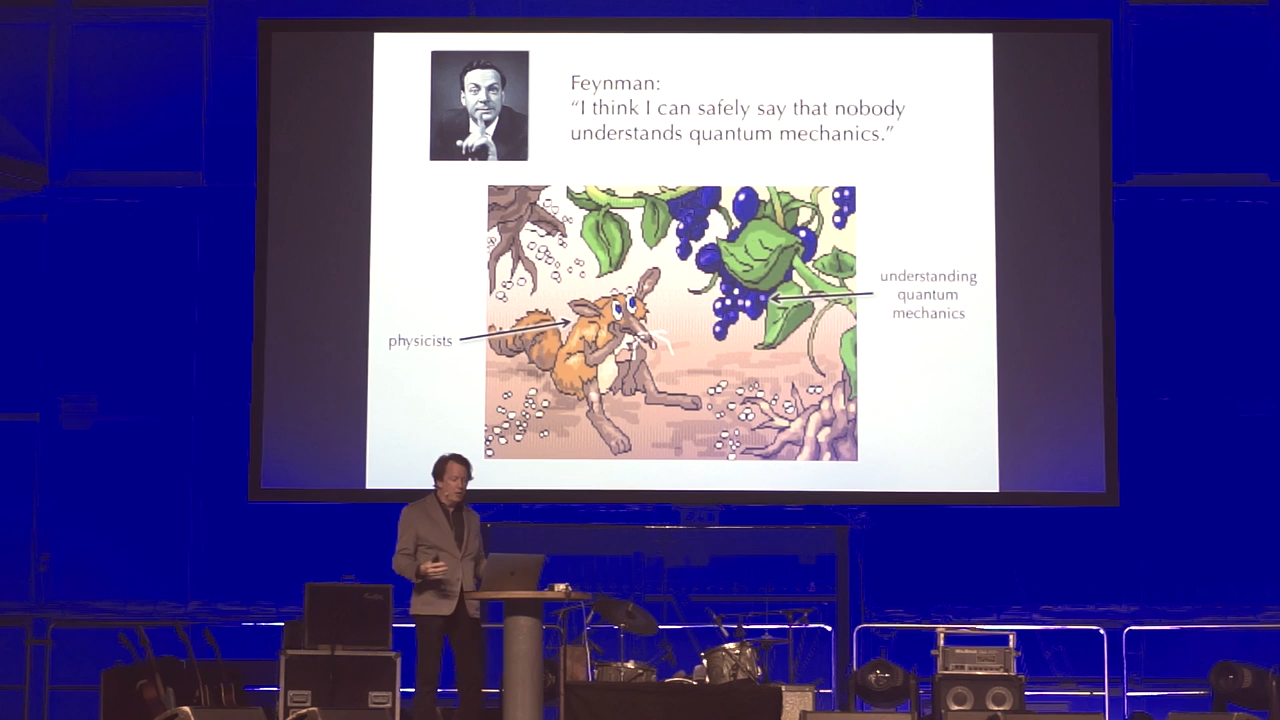 Feynman:
“I think I can safely say that nobody
understands quantum mechanics.”
understanding
quantum
mechanics
physicists